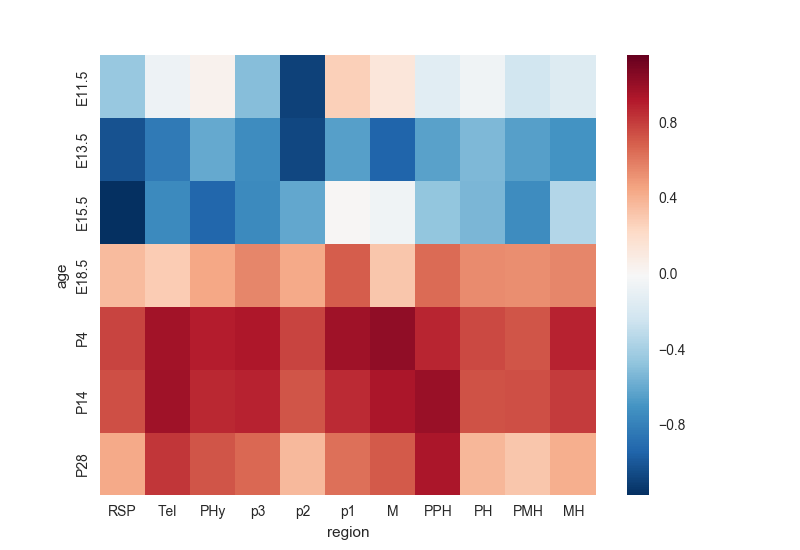 E11.5
E13.5
E15.5
E18.5
P4
P14
P28
age
RSP Tel PHy p3 p2 p1 M PPH PH PMH MH
region
0.8
0.4
0.0
−0.4
−0.8